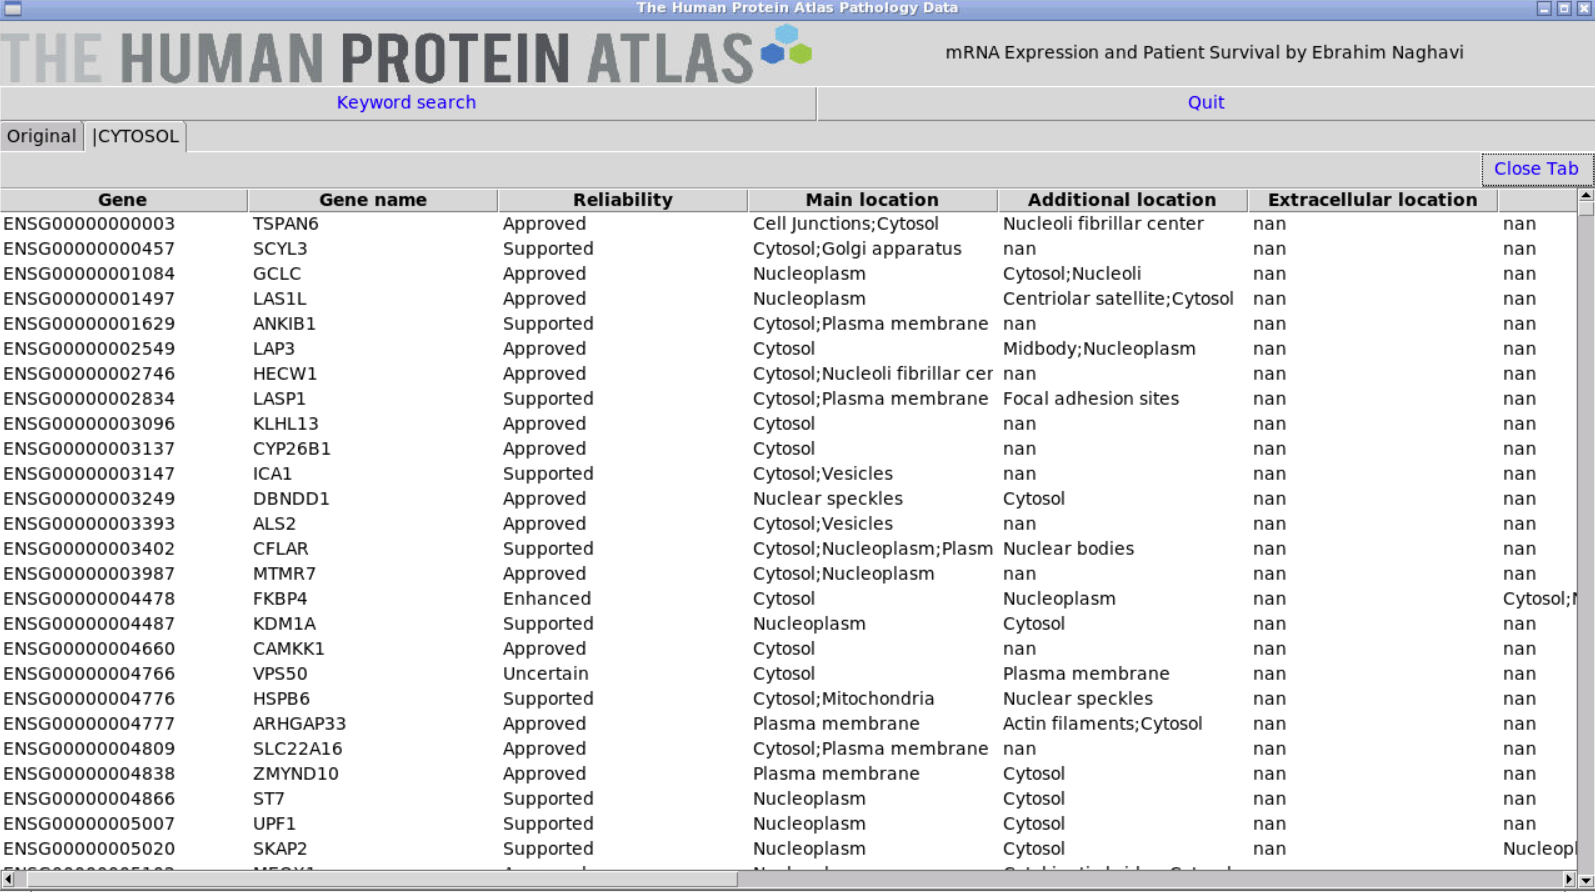 The Human Protein Atlas Pathology Data
THE HUMAN PROTEIN ATLAS mRNA Expression and Patient Survival by Ebrahim Naghavi
Keyword search Quit
Original |CYTOSOL
Close Tab
Gene Gene name Reliability Main location Additional location Extracellular location
ENSG00000000003 TSPAN6 Approved Cell Junctions;Cytosol Nucleoli fibrillar center nan nan
ENSG00000000457 SCYL3 Supported Cytosol;Golgi apparatus nan nan nan
ENSG00000001084 GCLC Approved Nucleoplasm Cytosol;Nucleoli nan nan
ENSG00000001497 LAS1L Approved Nucleoplasm Centriolar satellite;Cytosol nan nan
ENSG00000001629 ANKIB1 Supported Cytosol;Plasma membrane nan nan nan
ENSG00000002549 LAP3 Approved Cytosol Midbody;Nucleoplasm nan nan
ENSG00000002746 HECW1 Approved Cytosol;Nucleoli fibrillar cer nan nan nan
ENSG00000002834 LASP1 Supported Cytosol;Plasma membrane Focal adhesion sites nan nan
ENSG00000003096 KLHL13 Approved Cytosol nan nan nan
ENSG00000003137 CYP26B1 Approved Cytosol nan nan nan
ENSG00000003147 ICA1 Supported Cytosol;Vesicles nan nan nan
ENSG00000003249 DBNDD1 Approved Nuclear speckles Cytosol nan nan
ENSG00000003393 ALS2 Approved Cytosol;Vesicles nan nan nan
ENSG00000003402 CFLAR Supported Cytosol;Nucleoplasm;Plasm Nuclear bodies nan nan
ENSG00000003987 MTMR7 Approved Cytosol;Nucleoplasm nan nan nan
ENSG00000004478 FKBP4 Enhanced Cytosol Nucleoplasm nan Cytosol;N
ENSG00000004487 KDM1A Supported Nucleoplasm Cytosol nan nan
ENSG00000004660 CAMKK1 Approved Cytosol nan nan nan
ENSG00000004766 VPS50 Uncertain Cytosol Plasma membrane nan nan
ENSG00000004776 HSPB6 Supported Cytosol;Mitochondria Nuclear speckles nan nan
ENSG00000004777 ARHGAP33 Approved Plasma membrane Actin filaments;Cytosol nan nan
ENSG00000004809 SLC22A16 Approved Cytosol;Plasma membrane nan nan nan
ENSG00000004838 ZMYND10 Approved Plasma membrane Cytosol nan nan
ENSG00000004866 ST7 Supported Nucleoplasm Cytosol nan nan
ENSG00000005007 UPF1 Supported Nucleoplasm Cytosol nan nan
ENSG00000005020 SKAP2 Supported Nucleoplasm Cytosol nan Nucleopl